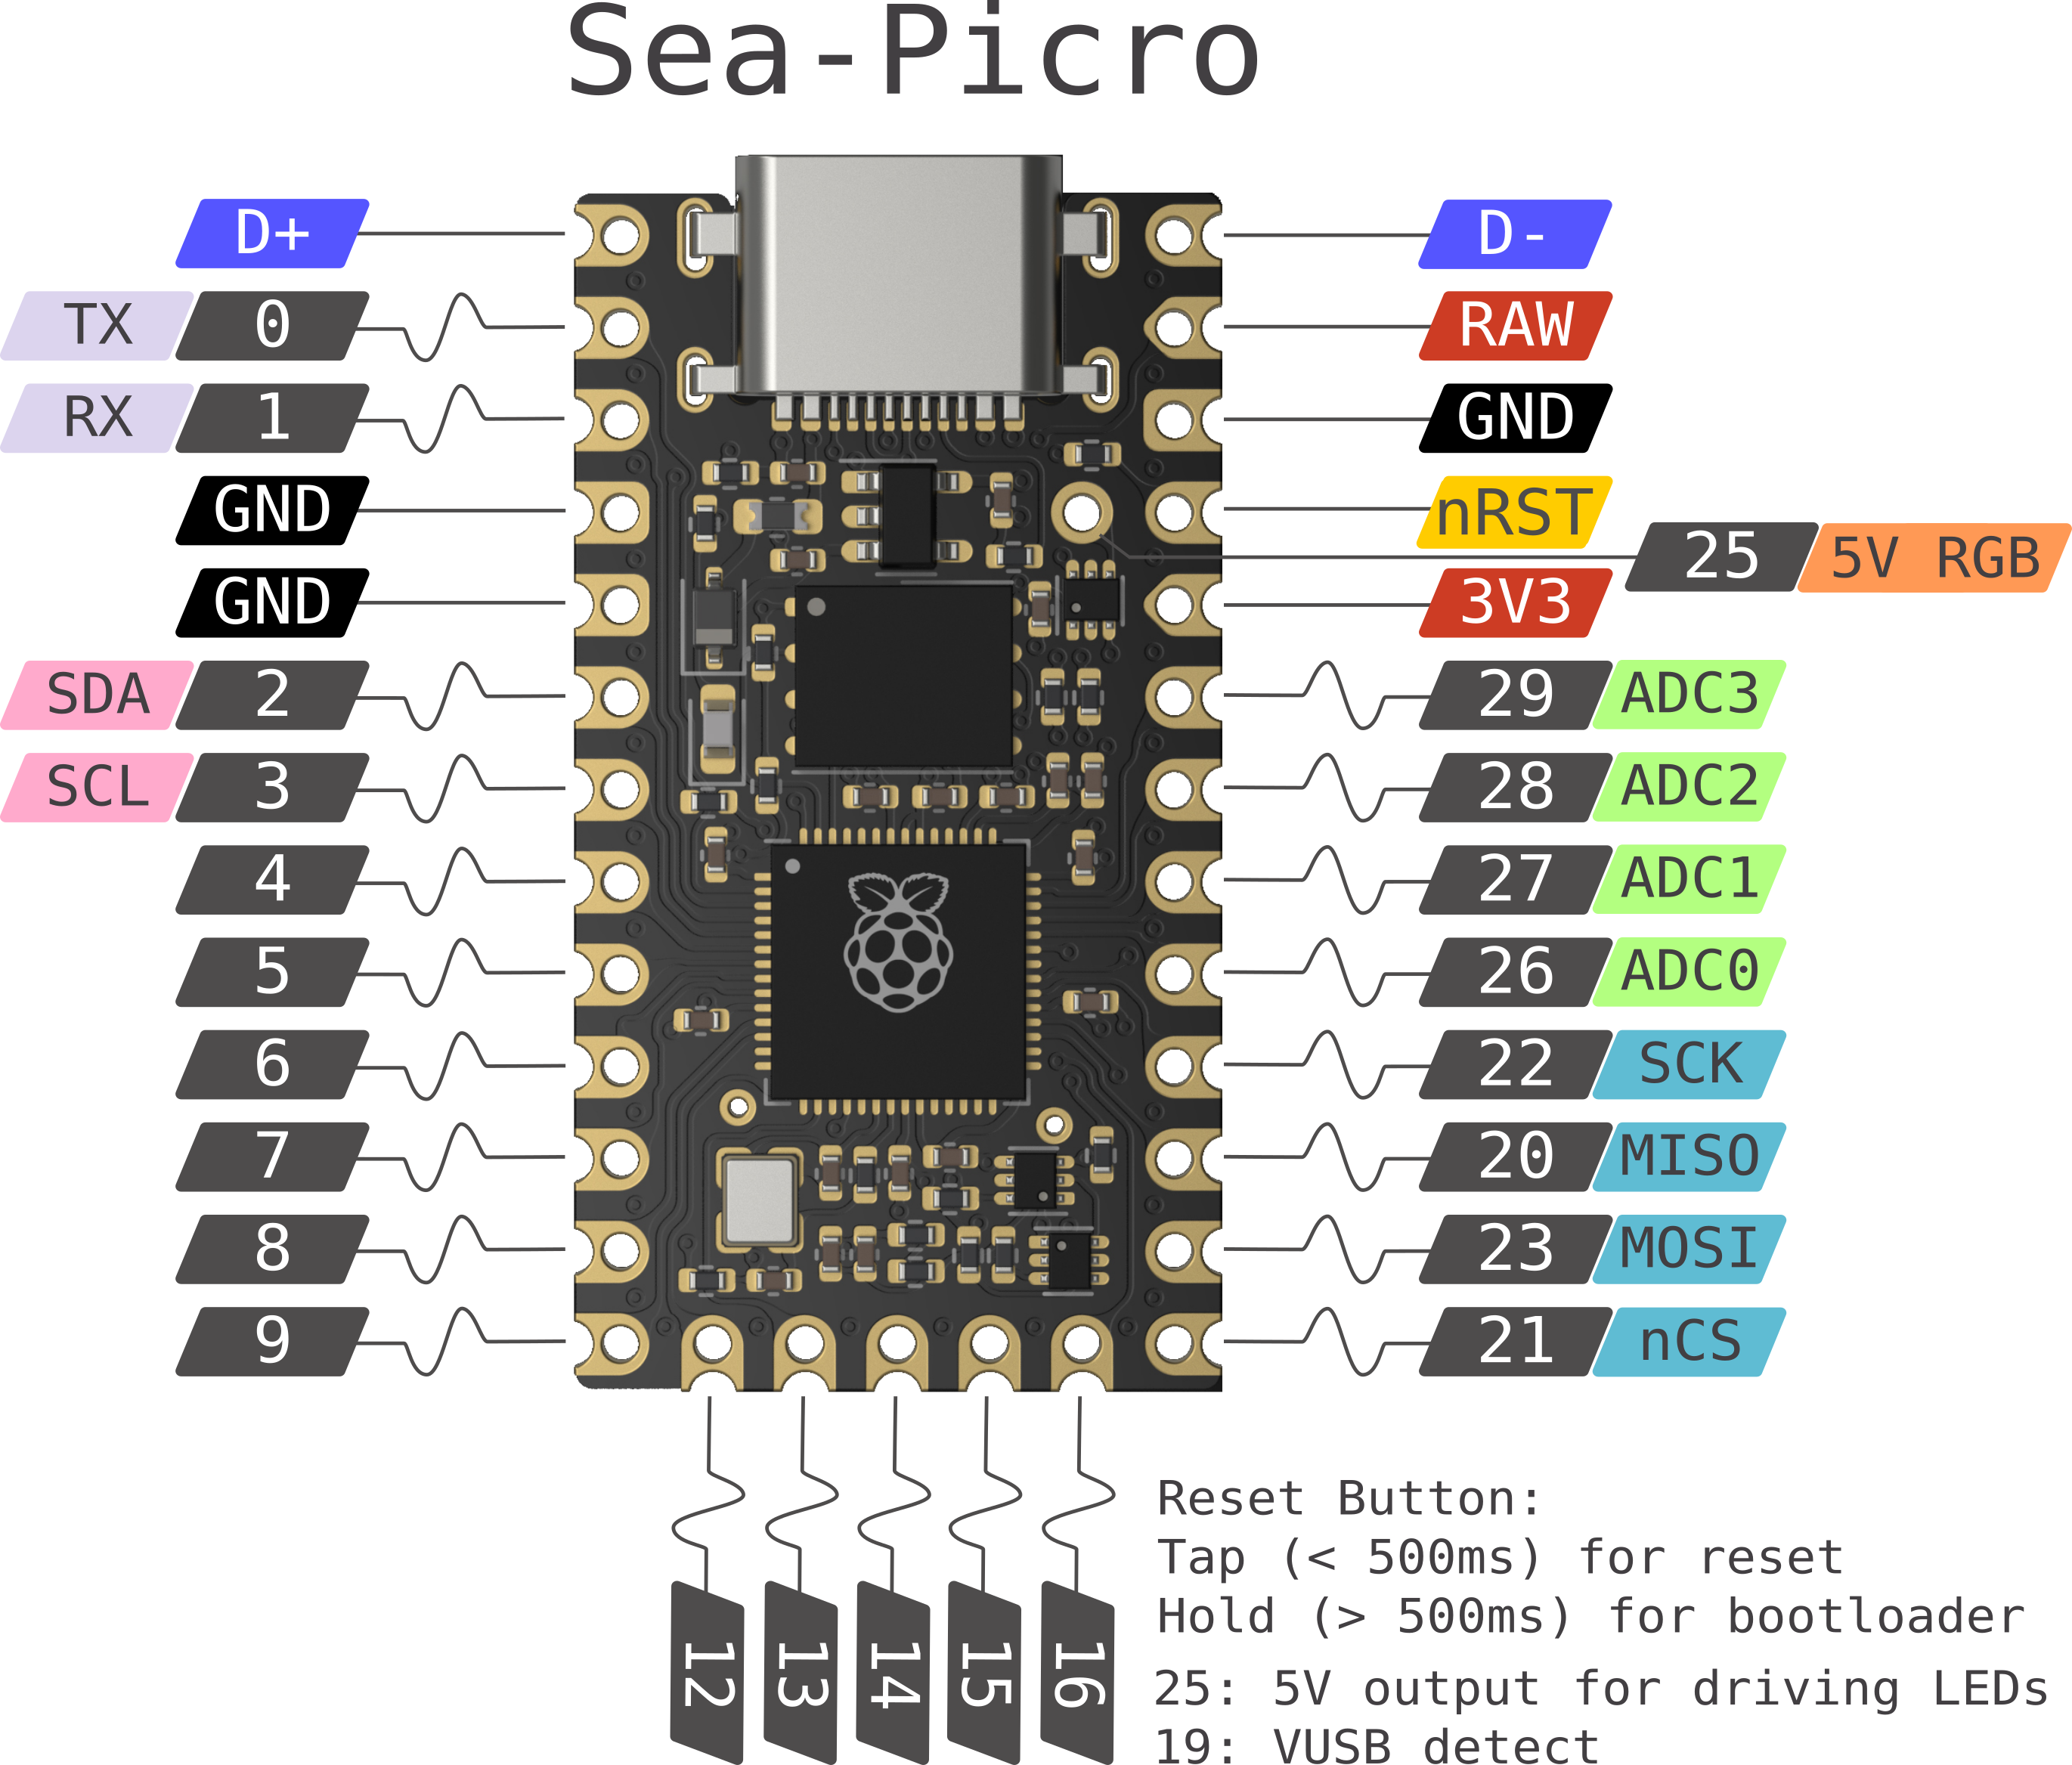 Sea-Picro
D+
D-
TX 0
RAW
RX 1
GND
GND
nRST
25 5V RGB
GND
3V3
SDA 2
29 ADC3
SCL 3
28 ADC2
4
27 ADC1
5
26 ADC0
6
22 SCK
7
20 MISO
8
23 MOSI
9
21 nCS
12
13
14
15
16
Reset Button:
Tap (< 500ms) for reset
Hold (> 500ms) for bootloader
25: 5V output for driving LEDs
19: VUSB detect